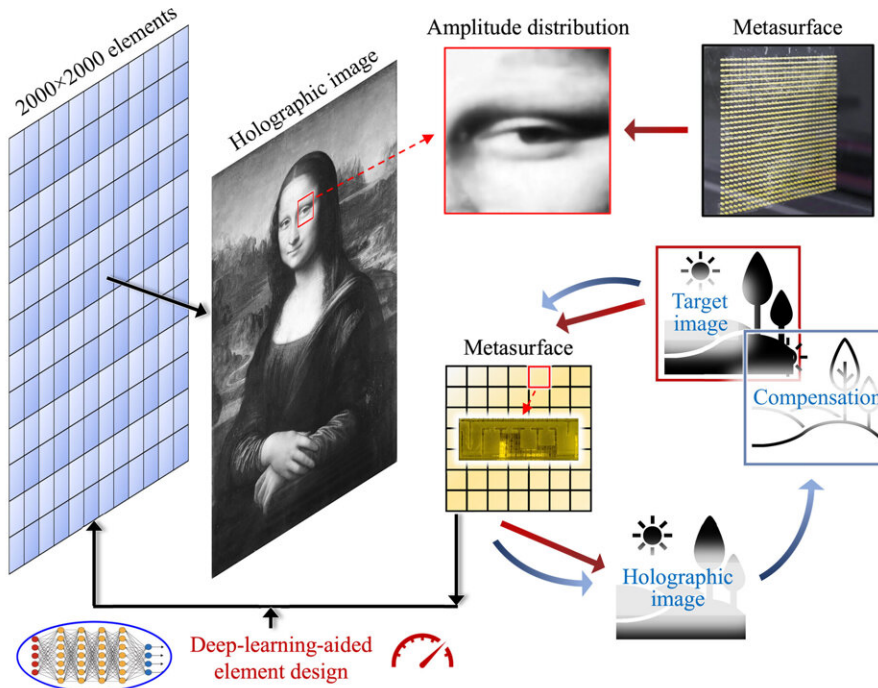 2000×2000 elements
Holographic image
Amplitude distribution
Metasurface
Target
image
Metasurface
Compensation
Holographic
image
Deep-learning-aided
element design